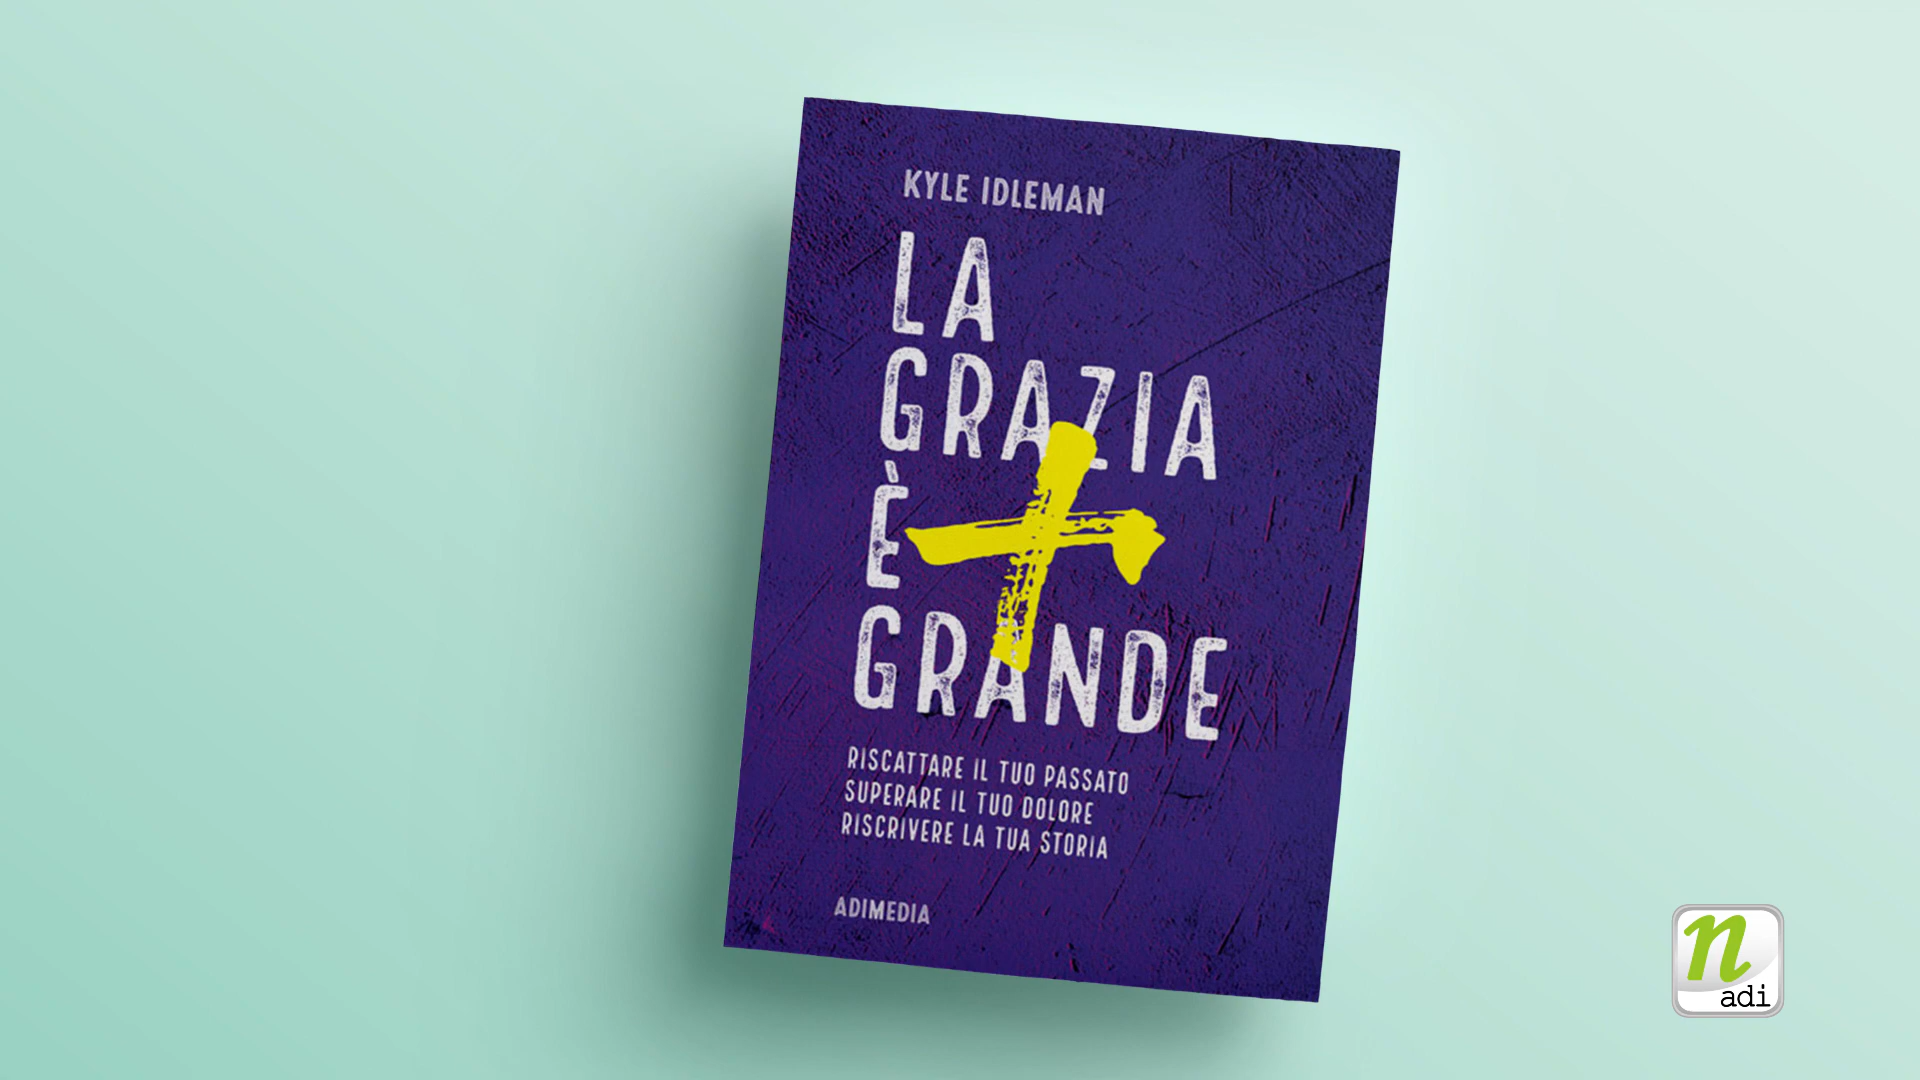 KYLE IDLEMAN
LA
GRAZIA
È
GRANDE
RISCATTARE IL TUO PASSATO
SUPERARE IL TUO DOLORE
RISCRIVERE LA TUA STORIA
ADIMEDIA
n
adi